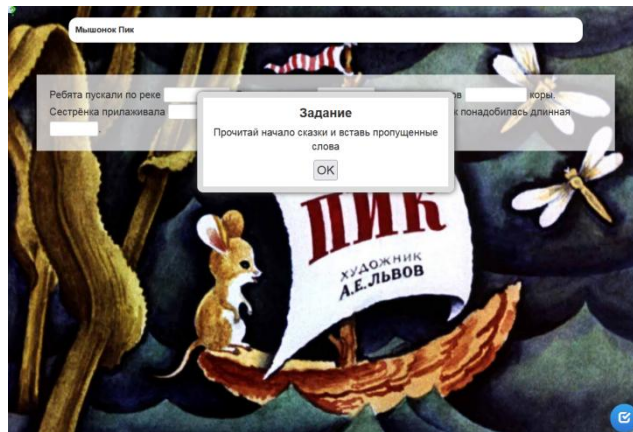 Мышонок Пик
Ребята пускали по реке
ов
коры.
Сестрёнка прилаживала
к понадобилась длинная
Задание
Прочитай начало сказки и вставь пропущенные
слова
OK
ПИК
ХУДОЖНИК
А.Е.ЛЬВОВ